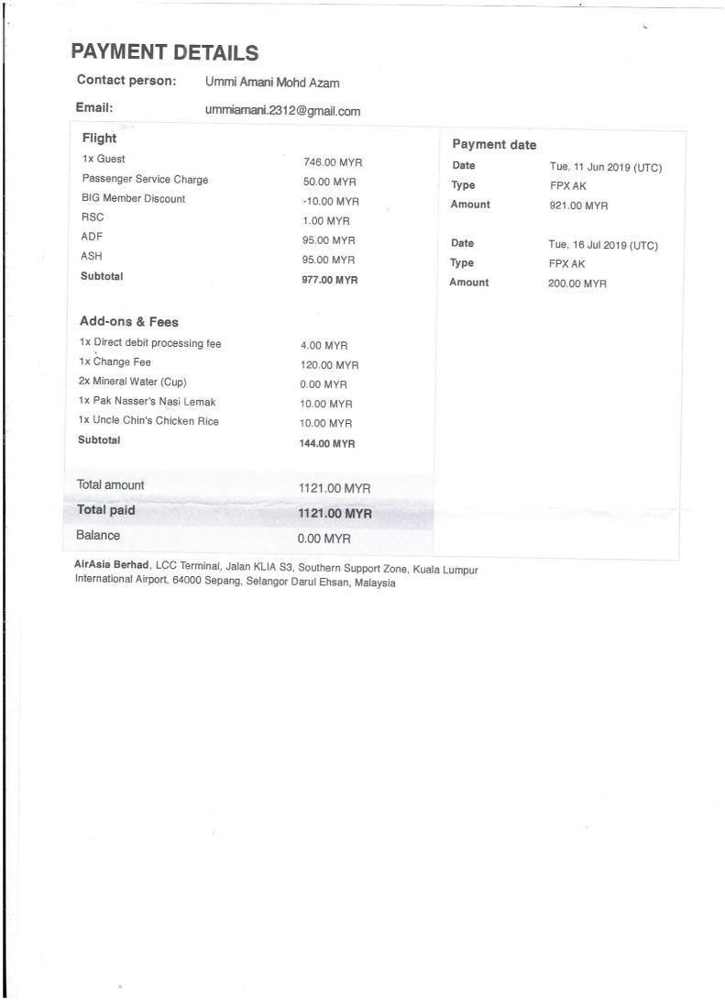 PAYMENT DETAILS
Contact person: Ummi Amani Mohd Azam
Email: ummiamani.2312@gmail.com
Flight
1x Guest 746.00 MYR
Passenger Service Charge 50.00 MYR
BIG Member Discount -10.00 MYR
RSC 1.00 MYR
ADF 95.00 MYR
ASH 95.00 MYR
Subtotal 977.00 MYR
Add-ons & Fees
1x Direct debit processing fee 4.00 MYR
1x Change Fee 120.00 MYR
2x Mineral Water (Cup) 0.00 MYR
1x Pak Nasser's Nasi Lemak 10.00 MYR
1x Uncle Chin's Chicken Rice 10.00 MYR
Subtotal 144.00 MYR
Total amount 1121.00 MYR
Total paid 1121.00 MYR
Balance 0.00 MYR
Payment date
Date Tue, 11 Jun 2019 (UTC)
Type FPX AK
Amount 921.00 MYR
Date Tue, 16 Jul 2019 (UTC)
Type FPX AK
Amount 200.00 MYR
AirAsia Berhad, LCC Terminal, Jalan KLIA S3, Southern Support Zone, Kuala Lumpur
International Airport, 64000 Sepang, Selangor Darul Ehsan, Malaysia